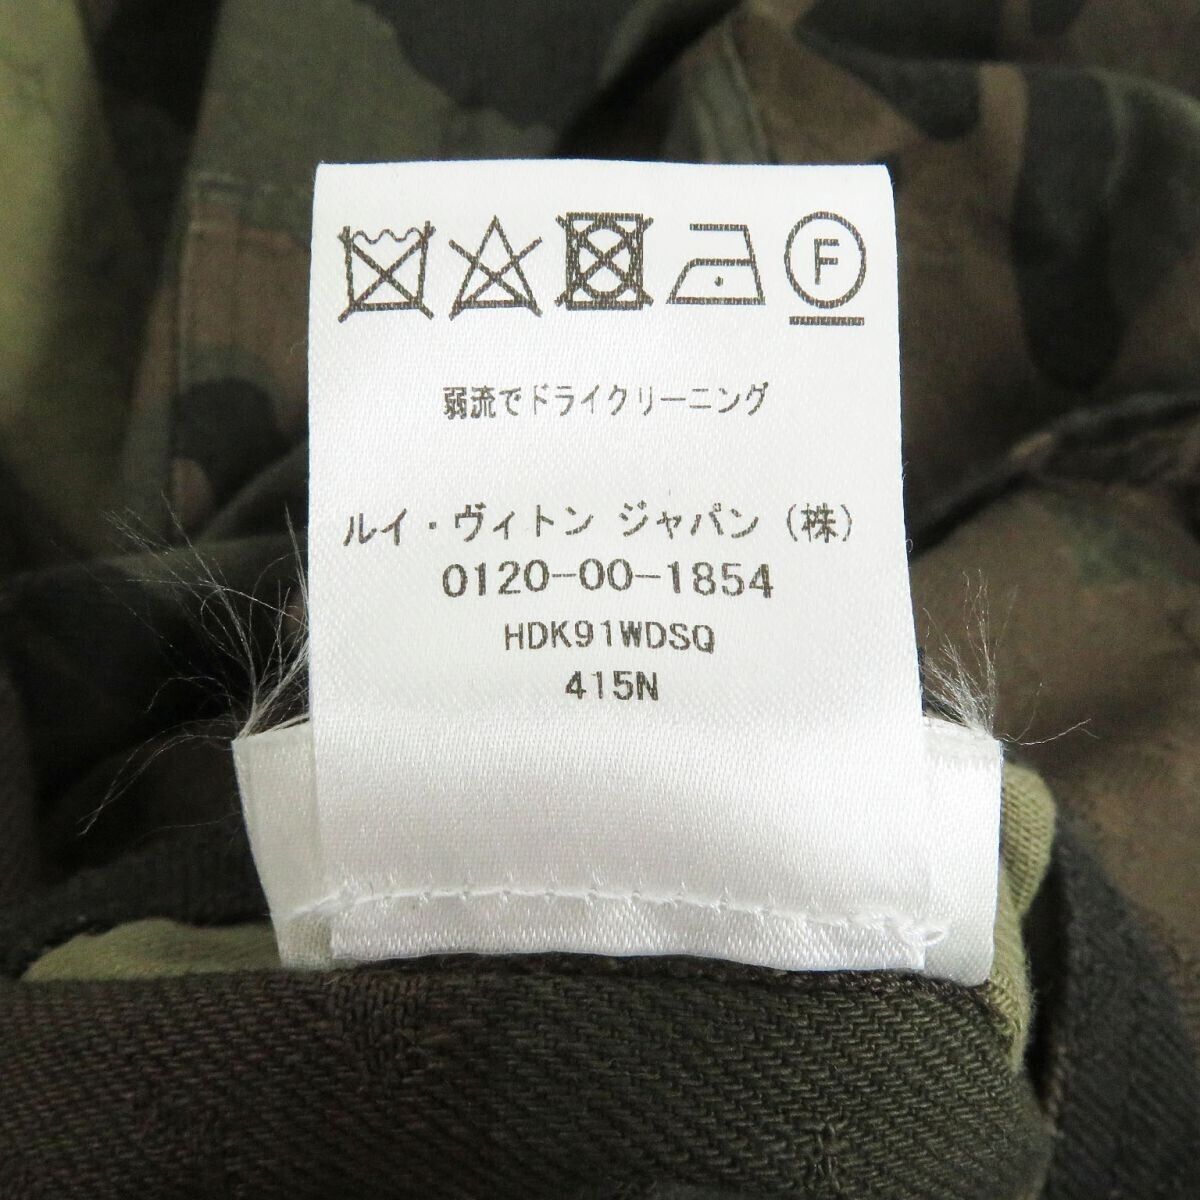 F
弱流でドライクリーニング
ルイ・ヴィトン ジャパン (株)
0120-00-1854
HDK91WDSQ
415N